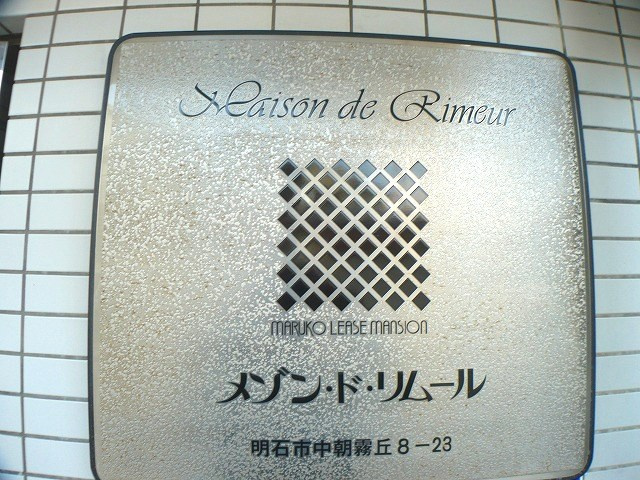 Maison de Rimeur
MARUKO LEASE MANSION
メゾン・ド・リムール
明石市中朝霧丘8-23